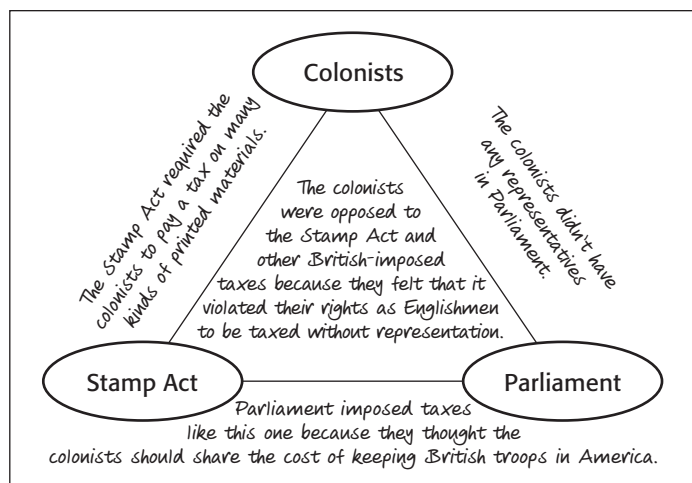 Colonists
The Stamp Act required the
colonists to pay a tax on many
kinds of printed materials.
The colonists didn't have
any representatives
in Parliament.
The colonists
were opposed to
the Stamp Act and
other British-imposed
taxes because they felt that it
violated their rights as Englishmen
to be taxed without representation.
Stamp Act
Parliament
Parliament imposed taxes
like this one because they thought the
colonists should share the cost of keeping British troops in America.